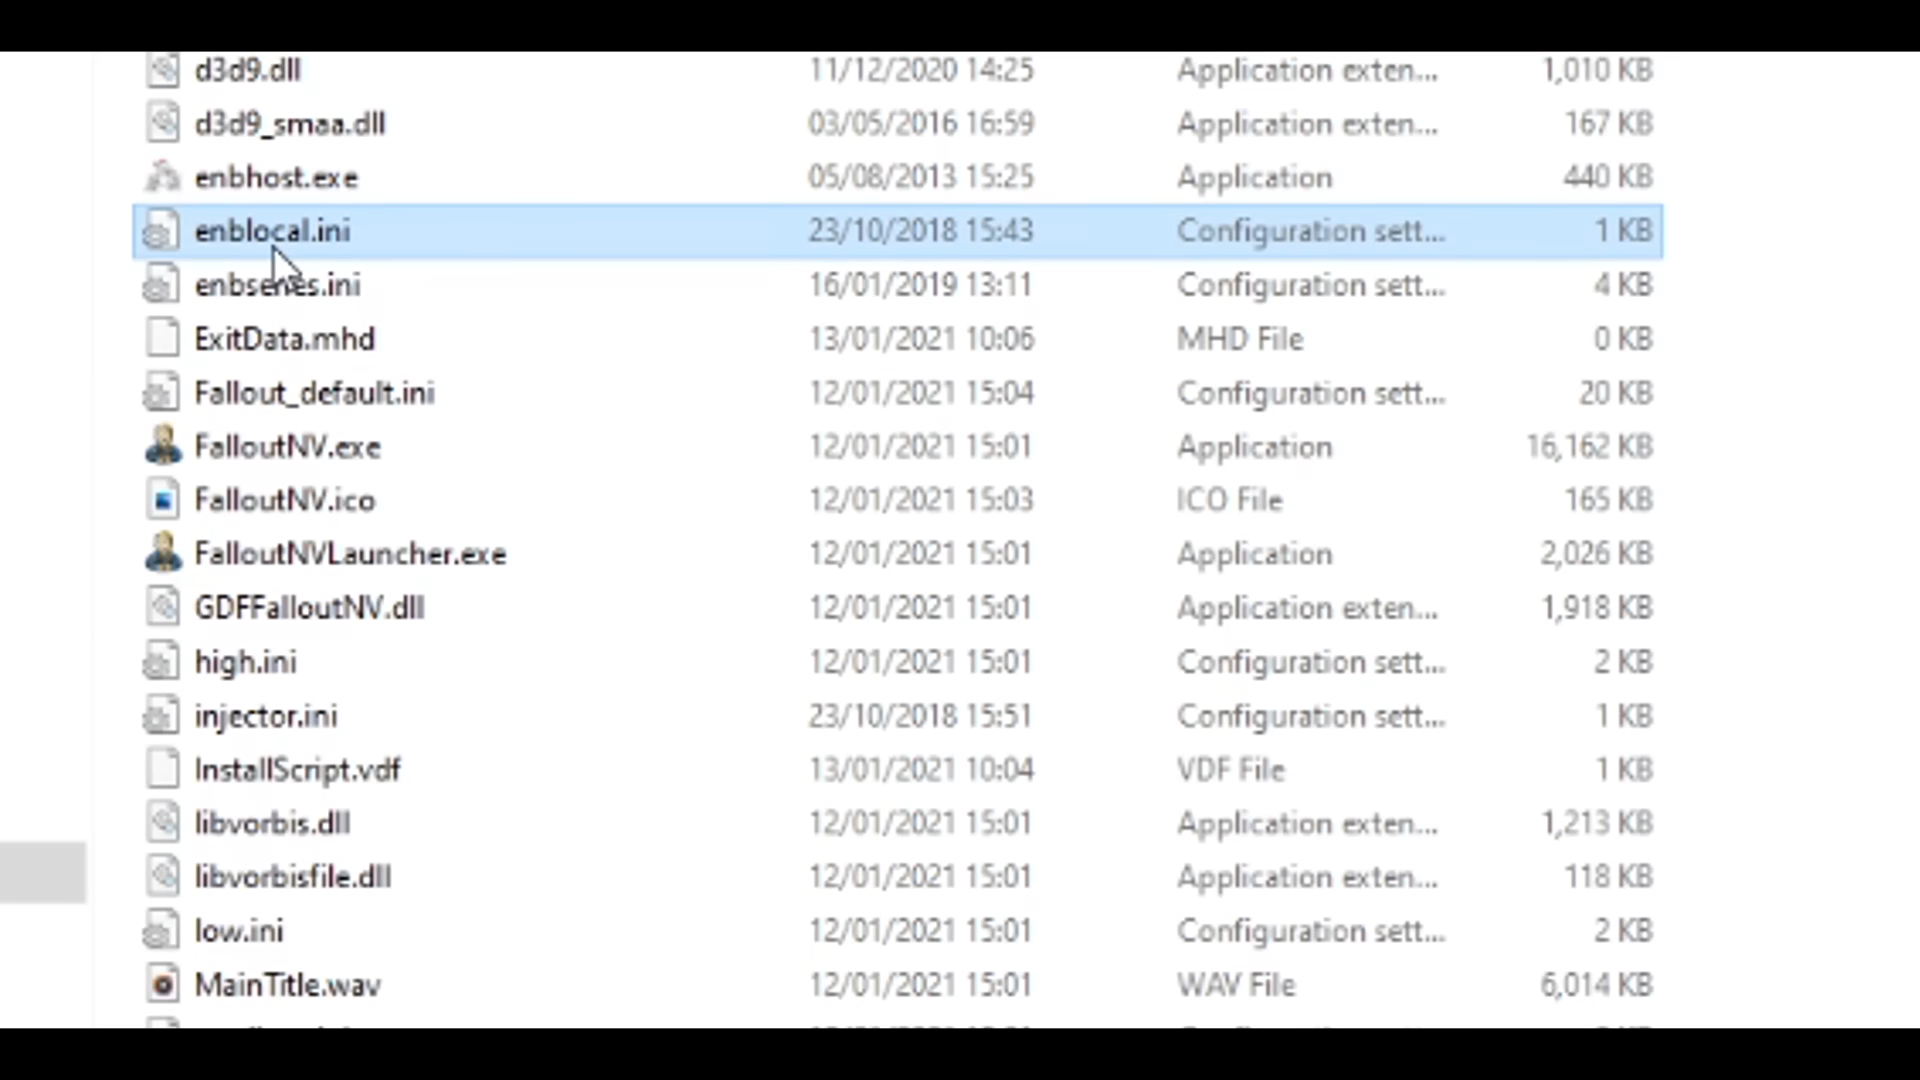 d3d9.dll 11/12/2020 14:25 Application exten... 1,010 KB
d3d9_smaa.dll 03/05/2016 16:59 Application exten... 167 KB
enbhost.exe 05/08/2013 15:25 Application 440 KB
enblocal.ini 23/10/2018 15:43 Configuration sett... 1 KB
enbseries.ini 16/01/2019 13:11 Configuration sett... 4 KB
ExitData.mhd 13/01/2021 10:06 MHD File 0 KB
Fallout_default.ini 12/01/2021 15:04 Configuration sett... 20 KB
FalloutNV.exe 12/01/2021 15:01 Application 16,162 KB
FalloutNV.ico 12/01/2021 15:03 ICO File 165 KB
FalloutNVLauncher.exe 12/01/2021 15:01 Application 2,026 KB
GDFFalloutNV.dll 12/01/2021 15:01 Application exten... 1,918 KB
high.ini 12/01/2021 15:01 Configuration sett... 2 KB
injector.ini 23/10/2018 15:51 Configuration sett... 1 KB
InstallScript.vdf 13/01/2021 10:04 VDF File 1 KB
libvorbis.dll 12/01/2021 15:01 Application exten... 1,213 KB
libvorbisfile.dll 12/01/2021 15:01 Application exten... 118 KB
low.ini 12/01/2021 15:01 Configuration sett... 2 KB
MainTitle.wav 12/01/2021 15:01 WAV File 6,014 KB